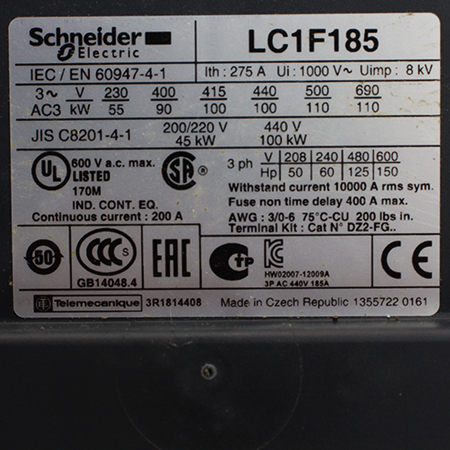 Schneider Electric LC1F185
IEC / EN 60947-4-1 Ith : 275 A Ui : 1000 V~ Uimp : 8 kV
3~ V 230 400 415 440 500 690
AC3 kW 55 90 100 100 110 110
JIS C8201-4-1 200/220 V 45 kW 440 V 100 kW
UL LISTED 600 V a.c. max.
170M
IND. CONT. EQ.
Continuous current : 200 A
SA
3 ph V 208 240 480 600
Hp 50 60 125 150
Withstand current 10000 A rms sym.
Fuse non time delay 400 A max.
AWG : 3/0-6 75°C-CU 200 lbs in.
Terminal Kit : Cat N° DZ2-FG..
50 CCC S EAC
GB14048.4
HW02007-12009A
3P AC 440V 185A
CE
Telemecanique 3R1814408 Made in Czech Republic 1355722 0161